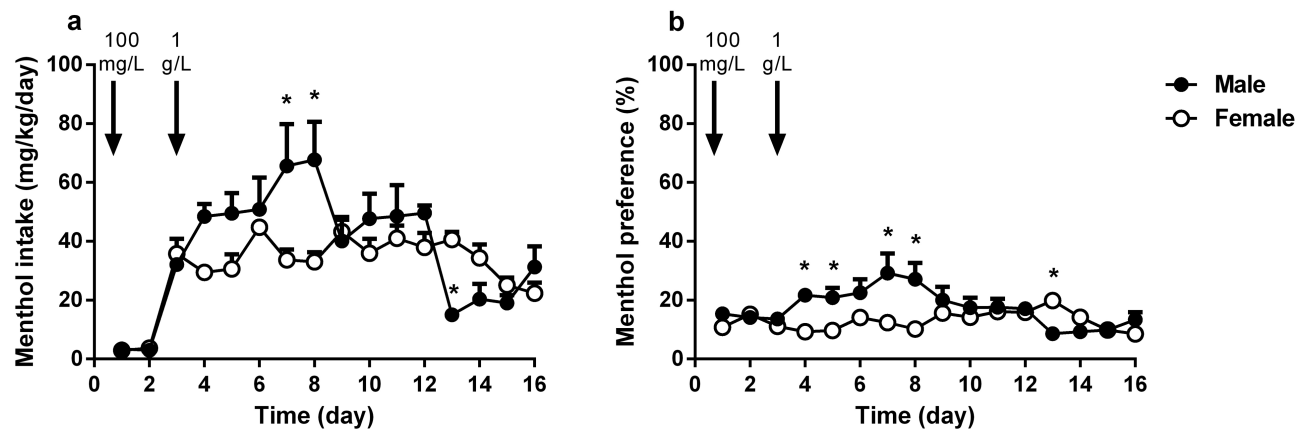 a
100
mg/L
1
g/L
Menthol intake (mg/kg/day)
100
80
60
40
20
0
* *
*
0 2 4 6 8 10 12 14 16
Time (day)
b
100
mg/L
1
g/L
Menthol preference (%)
100
80
60
40
20
0
* * * * *
*
0 2 4 6 8 10 12 14 16
Time (day)
Male
Female